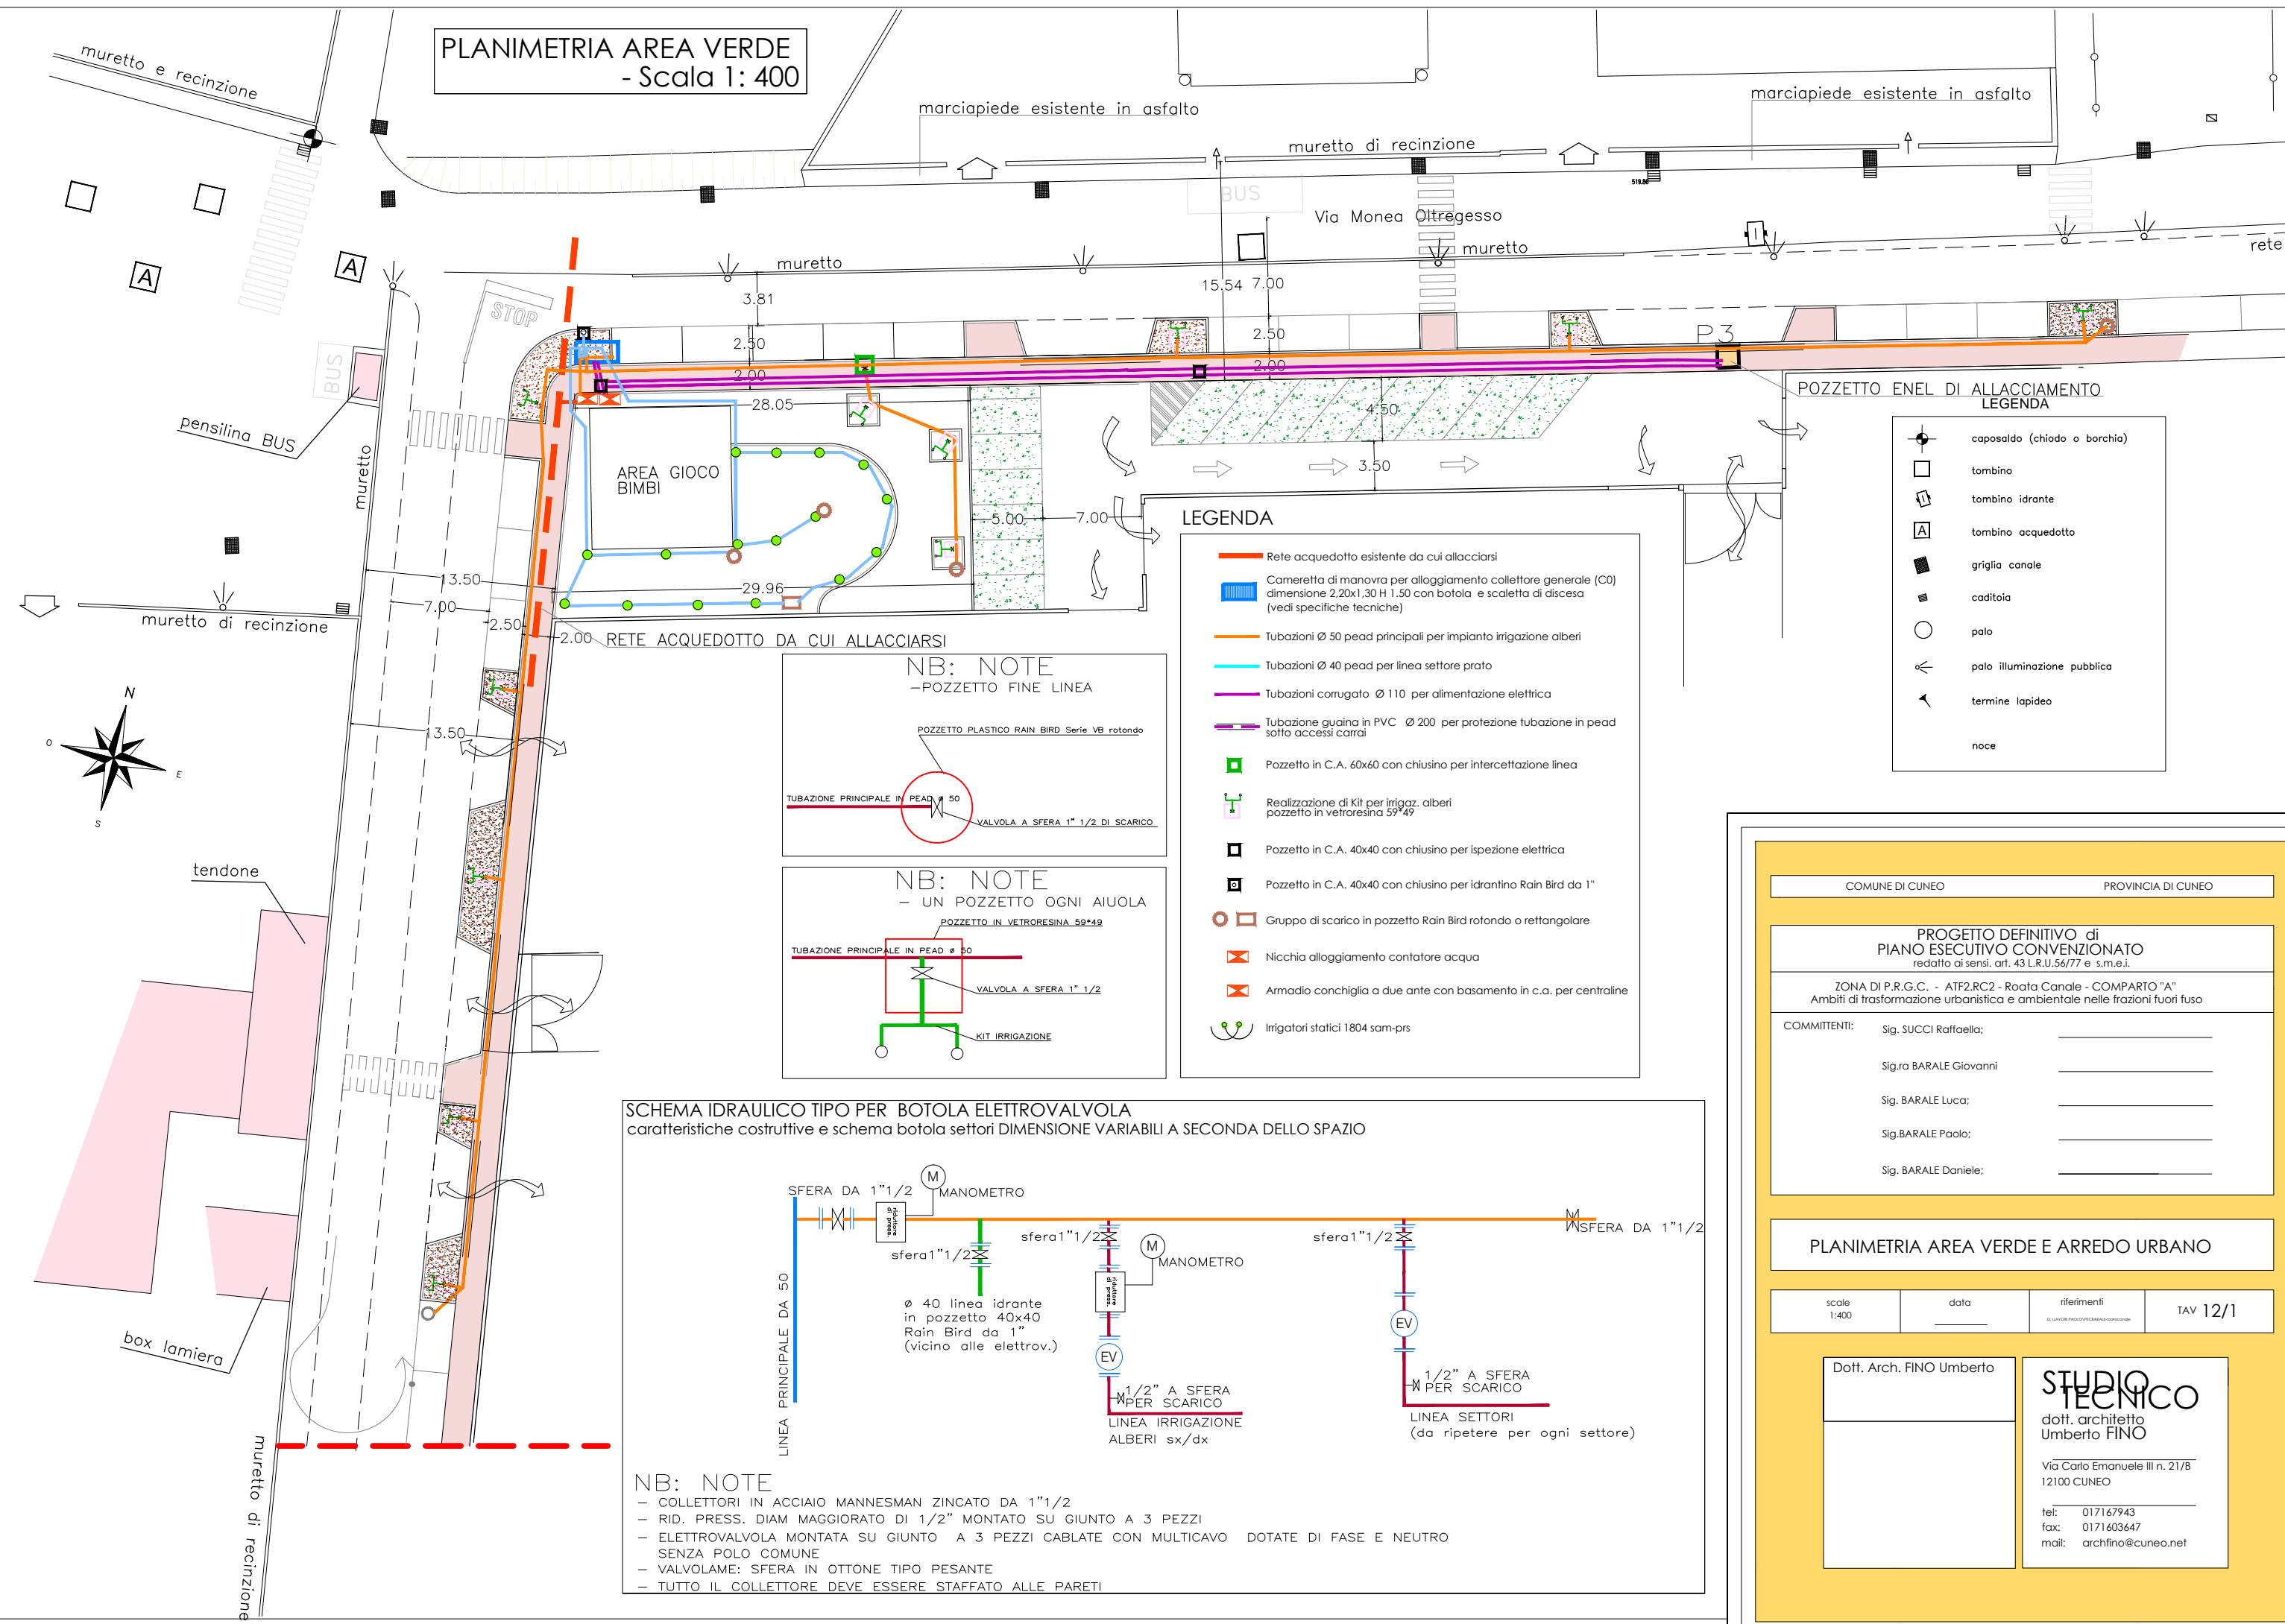 PLANIMETRIA AREA VERDE
- Scala 1: 400
muretto e recinzione
marciapiede esistente in asfalto
marciapiede esistente in asfalto
muretto di recinzione
519.86
BUS
Via Monea Oltregesso
A
A
muretto
muretto
rete
STOP
3.81
15.54
7.00
2.50
2.50
2.00
2.00
P.3
BUS
pensilina BUS
muretto
28.05
4.50
3.50
AREA GIOCO
BIMBI
5.00
7.00
29.96
13.50
7.00
2.50
2.00
muretto di recinzione
RETE ACQUEDOTTO DA CUI ALLACCIARSI
13.50
N
O
E
S
tendone
box lamiera
muretto di recinzione
POZZETTO ENEL DI ALLACCIAMENTO
LEGENDA
caposaldo (chiodo o borchia)
tombino
tombino idrante
A
tombino acquedotto
griglia canale
caditoia
palo
palo illuminazione pubblica
termine lapideo
noce
LEGENDA
Rete acquedotto esistente da cui allacciarsi
Cameretta di manovra per alloggiamento collettore generale (C0)
dimensione 2,20x1,30 H 1.50 con botola e scaletta di discesa
(vedi specifiche tecniche)
Tubazioni Ø 50 pead principali per impianto irrigazione alberi
Tubazioni Ø 40 pead per linea settore prato
Tubazioni corrugato Ø 110 per alimentazione elettrica
Tubazione guaina in PVC Ø 200 per protezione tubazione in pead
sotto accessi carrai
Pozzetto in C.A. 60x60 con chiusino per intercettazione linea
Realizzazione di Kit per irrigaz. alberi
pozzetto in vetroresina 59*49
Pozzetto in C.A. 40x40 con chiusino per ispezione elettrica
Pozzetto in C.A. 40x40 con chiusino per idrantino Rain Bird da 1"
Gruppo di scarico in pozzetto Rain Bird rotondo o rettangolare
Nicchia alloggiamento contatore acqua
Armadio conchiglia a due ante con basamento in c.a. per centraline
Irrigatori statici 1804 sam-prs
NB: NOTE
-POZZETTO FINE LINEA
POZZETTO PLASTICO RAIN BIRD Serie VB rotondo
TUBAZIONE PRINCIPALE IN PEAD ø 50
VALVOLA A SFERA 1" 1/2 DI SCARICO
NB: NOTE
- UN POZZETTO OGNI AIUOLA
POZZETTO IN VETRORESINA 59*49
TUBAZIONE PRINCIPALE IN PEAD ø 50
VALVOLA A SFERA 1" 1/2
KIT IRRIGAZIONE
SCHEMA IDRAULICO TIPO PER BOTOLA ELETTROVALVOLA
caratteristiche costruttive e schema botola settori DIMENSIONE VARIABILI A SECONDA DELLO SPAZIO
SFERA DA 1"1/2
M
MANOMETRO
riduttore
di press.
sfera1"1/2
sfera1"1/2
sfera1"1/2
SFERA DA 1"1/2
M
MANOMETRO
riduttore
di press.
LINEA PRINCIPALE DA 50
ø 40 linea idrante
in pozzetto 40x40
Rain Bird da 1"
(vicino alle elettrov.)
EV
EV
1/2" A SFERA
PER SCARICO
LINEA IRRIGAZIONE
ALBERI sx/dx
1/2" A SFERA
PER SCARICO
LINEA SETTORI
(da ripetere per ogni settore)
NB: NOTE
- COLLETTORI IN ACCIAIO MANNESMAN ZINCATO DA 1"1/2
- RID. PRESS. DIAM MAGGIORATO DI 1/2" MONTATO SU GIUNTO A 3 PEZZI
- ELETTROVALVOLA MONTATA SU GIUNTO A 3 PEZZI CABLATE CON MULTICAVO DOTATE DI FASE E NEUTRO
SENZA POLO COMUNE
- VALVOLAME: SFERA IN OTTONE TIPO PESANTE
- TUTTO IL COLLETTORE DEVE ESSERE STAFFATO ALLE PARETI
COMUNE DI CUNEO
PROVINCIA DI CUNEO
PROGETTO DEFINITIVO di
PIANO ESECUTIVO CONVENZIONATO
redatto ai sensi. art. 43 L.R.U.56/77 e s.m.e.i.
ZONA DI P.R.G.C. - ATF2.RC2 - Roata Canale - COMPARTO "A"
Ambiti di trasformazione urbanistica e ambientale nelle frazioni fuori fuso
COMMITTENTI:
Sig. SUCCI Raffaella;
Sig.ra BARALE Giovanni
Sig. BARALE Luca;
Sig.BARALE Paolo;
Sig. BARALE Daniele;
PLANIMETRIA AREA VERDE E ARREDO URBANO
scale
1:400
data
riferimenti
TAV 12/1
Dott. Arch. FINO Umberto
STUDIO
TECNICO
dott. architetto
Umberto FINO
Via Carlo Emanuele III n. 21/B
12100 CUNEO
tel: 017167943
fax: 0171603647
mail: archfino@cuneo.net